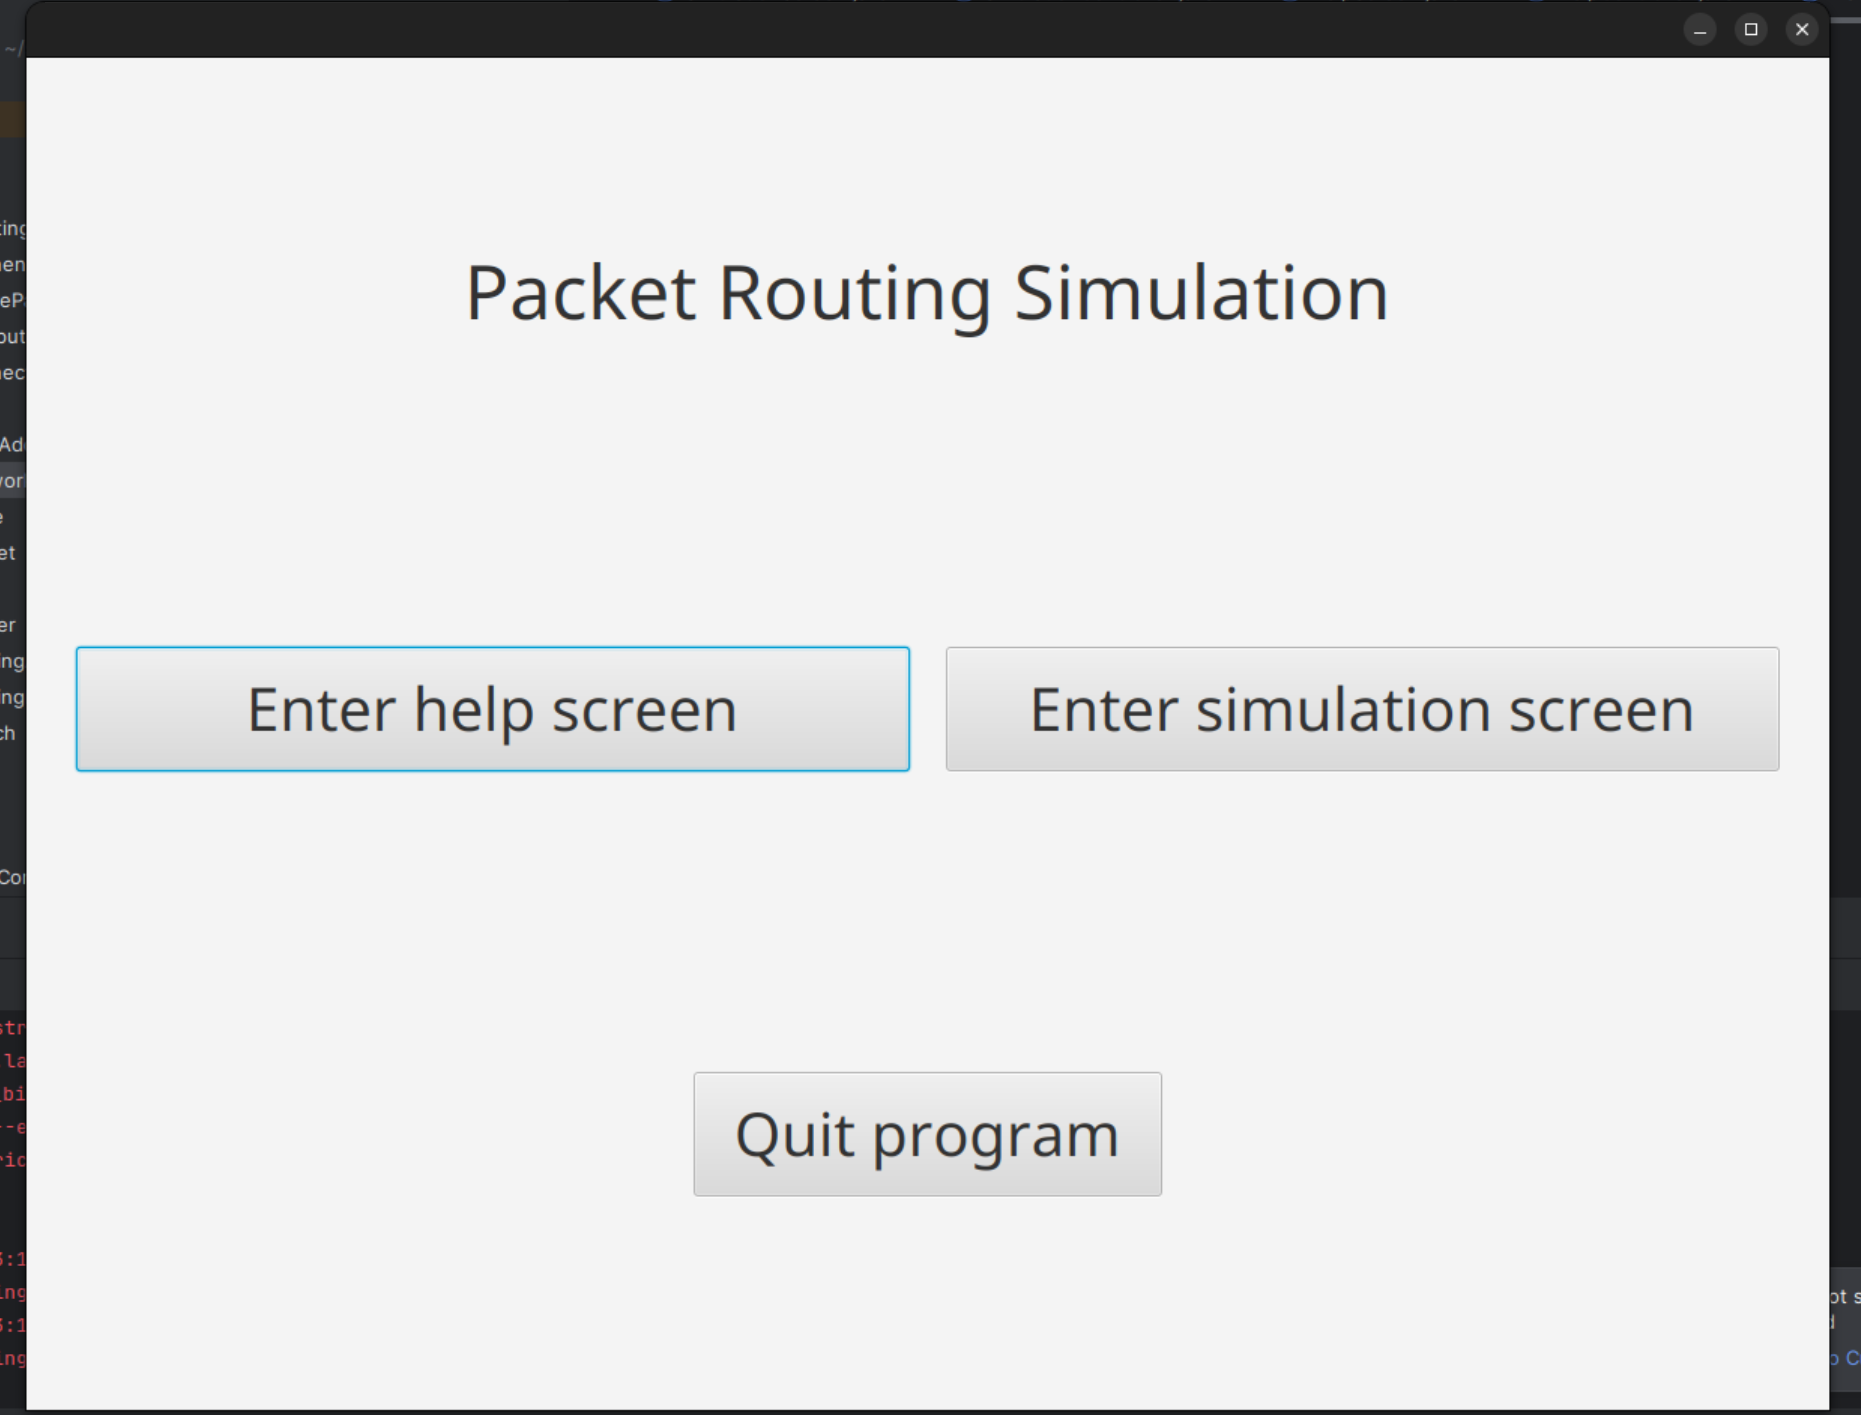 Packet Routing Simulation
Enter help screen
Enter simulation screen
Quit program